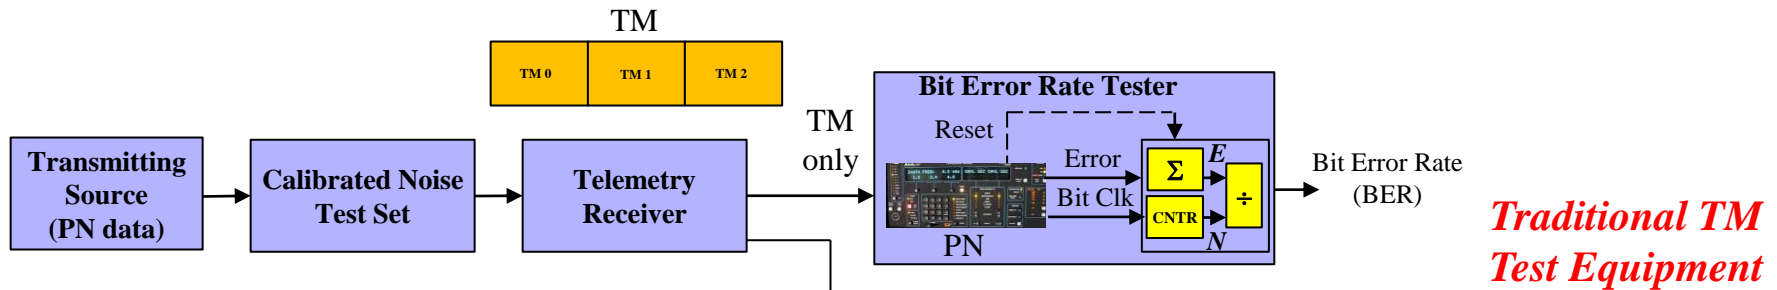 TM
TM 0 TM 1 TM 2
Transmitting
Source
(PN data)
Calibrated Noise
Test Set
Telemetry
Receiver
TM
only
Bit Error Rate Tester
Reset
Error
Bit Clk
PN
Σ
CNTR
E
N
÷
Bit Error Rate
(BER)
Traditional TM
Test Equipment